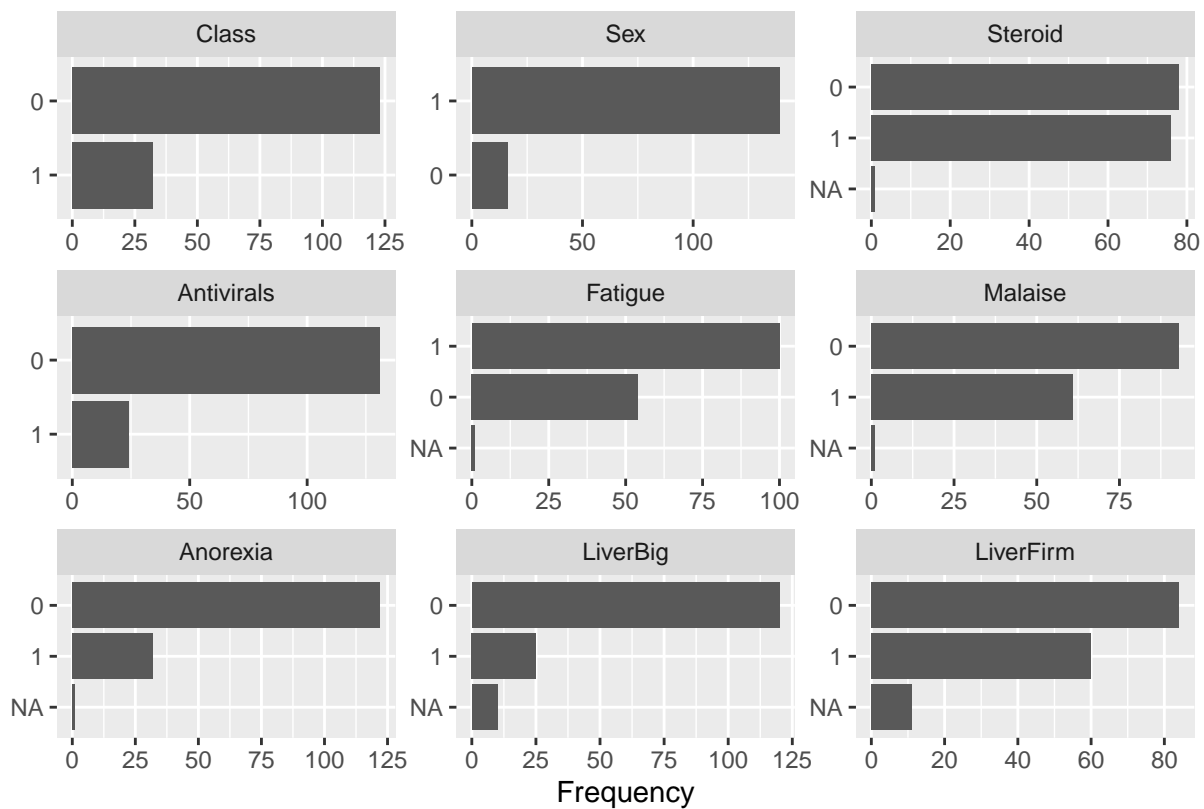 Class Sex Steroid
0
1
0 25 50 75 100 125
1
0
0 50 100
0
1
NA
0 20 40 60 80
Antivirals Fatigue Malaise
0
1
0 50 100
1
0
NA
0 25 50 75 100
0
1
NA
0 25 50 75
Anorexia LiverBig LiverFirm
0
1
NA
0 25 50 75 100 125
0
1
NA
0 25 50 75 100 125
0
1
NA
0 20 40 60 80
Frequency